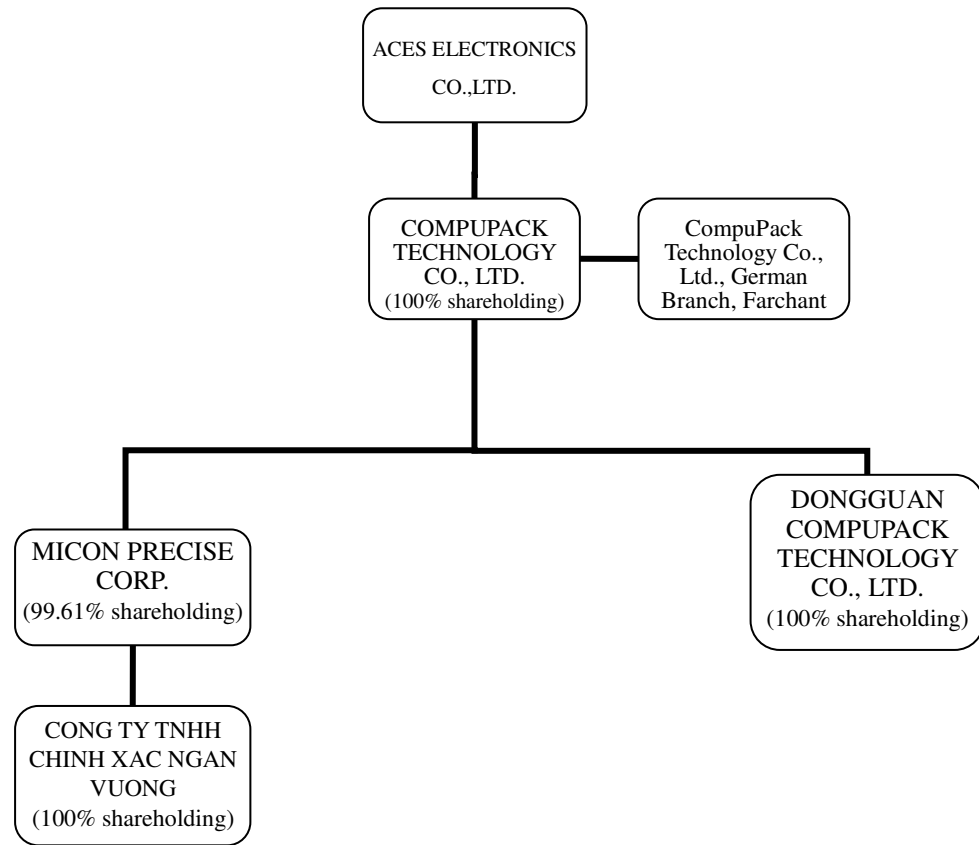 ACES ELECTRONICS
CO.,LTD.
COMPUPACK
TECHNOLOGY
CO., LTD.
(100% shareholding)
CompuPack
Technology Co.,
Ltd., German
Branch, Farchant
MICON PRECISE
CORP.
(99.61% shareholding)
DONGGUAN
COMPUPACK
TECHNOLOGY
CO., LTD.
(100% shareholding)
CONG TY TNHH
CHINH XAC NGAN
VUONG
(100% shareholding)